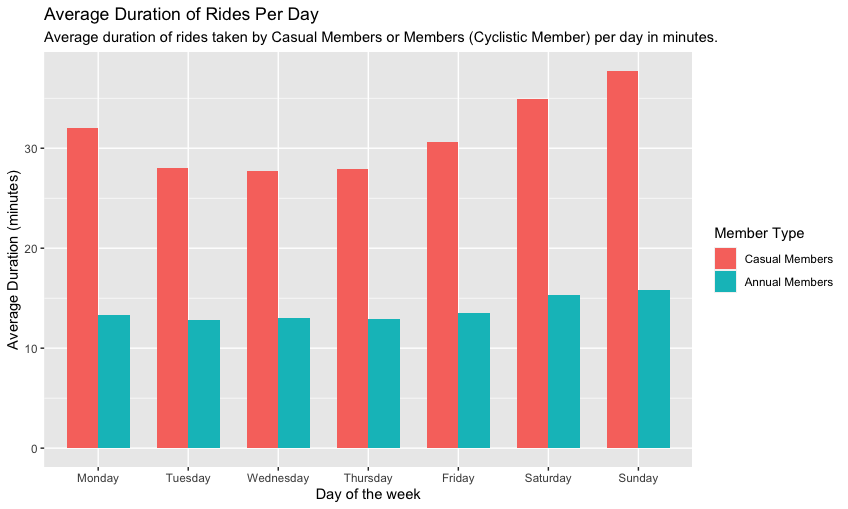 Average Duration of Rides Per Day
Average duration of rides taken by Casual Members or Members (Cyclistic Member) per day in minutes.
Average Duration (minutes)
30
20
10
0
Monday Tuesday Wednesday Thursday Friday Saturday Sunday
Day of the week
Member Type
Casual Members
Annual Members